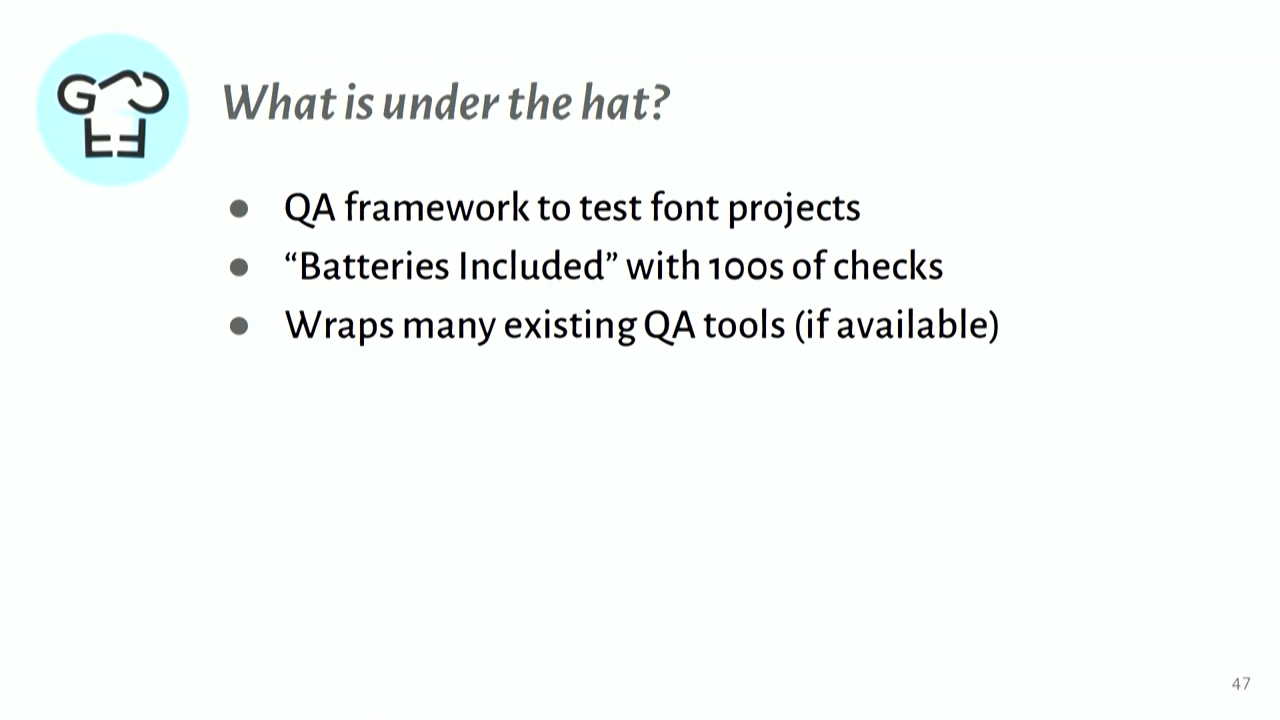 What is under the hat?
● QA framework to test font projects
● “Batteries Included” with 100s of checks
● Wraps many existing QA tools (if available)
47